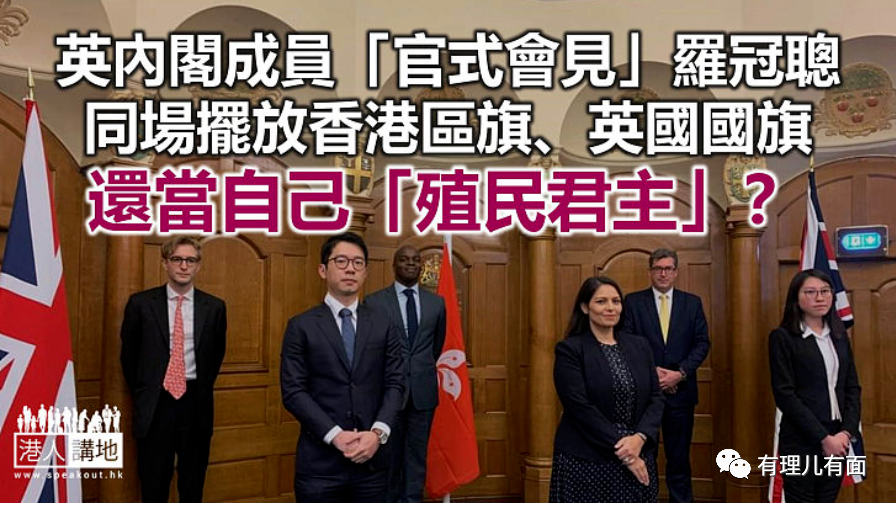 英內閣成員「官式會見」羅冠聰
同場擺放香港區旗、英國國旗
還當自己「殖民君主」？
港人講地
www.speakout.hk
有理儿有面